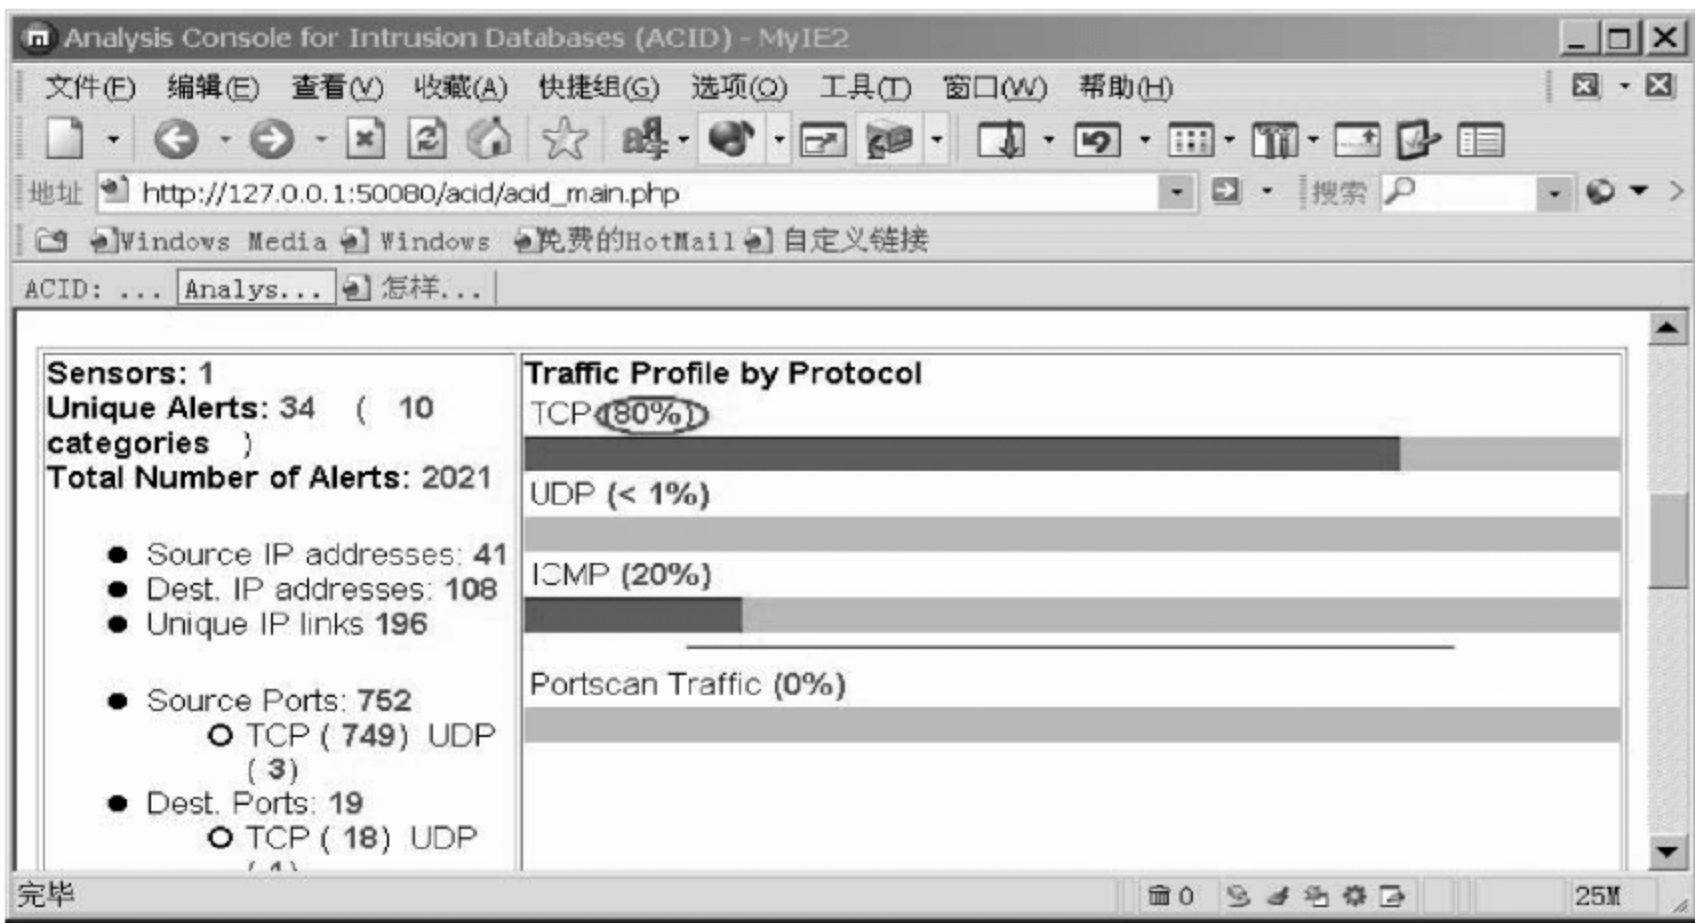 Analysis Console for Intrusion Databases (ACID) - MyIE2
文件(F) 编辑(E) 查看(V) 收藏(A) 快捷组(G) 选项(O) 工具(T) 窗口(W) 帮助(H)
地址 http://127.0.0.1:50080/acid/acid_main.php 搜索
Windows Media Windows 免费的HotMail 自定义链接
ACID: ... Analys... 怎样...
Sensors: 1
Unique Alerts: 34 ( 10
categories )
Total Number of Alerts: 2021
Source IP addresses: 41
Dest. IP addresses: 108
Unique IP links 196
Source Ports: 752
TCP ( 749) UDP
( 3)
Dest. Ports: 19
TCP ( 18) UDP
Traffic Profile by Protocol
TCP (80%)
UDP (< 1%)
ICMP (20%)
Portscan Traffic (0%)
完毕 0 25M